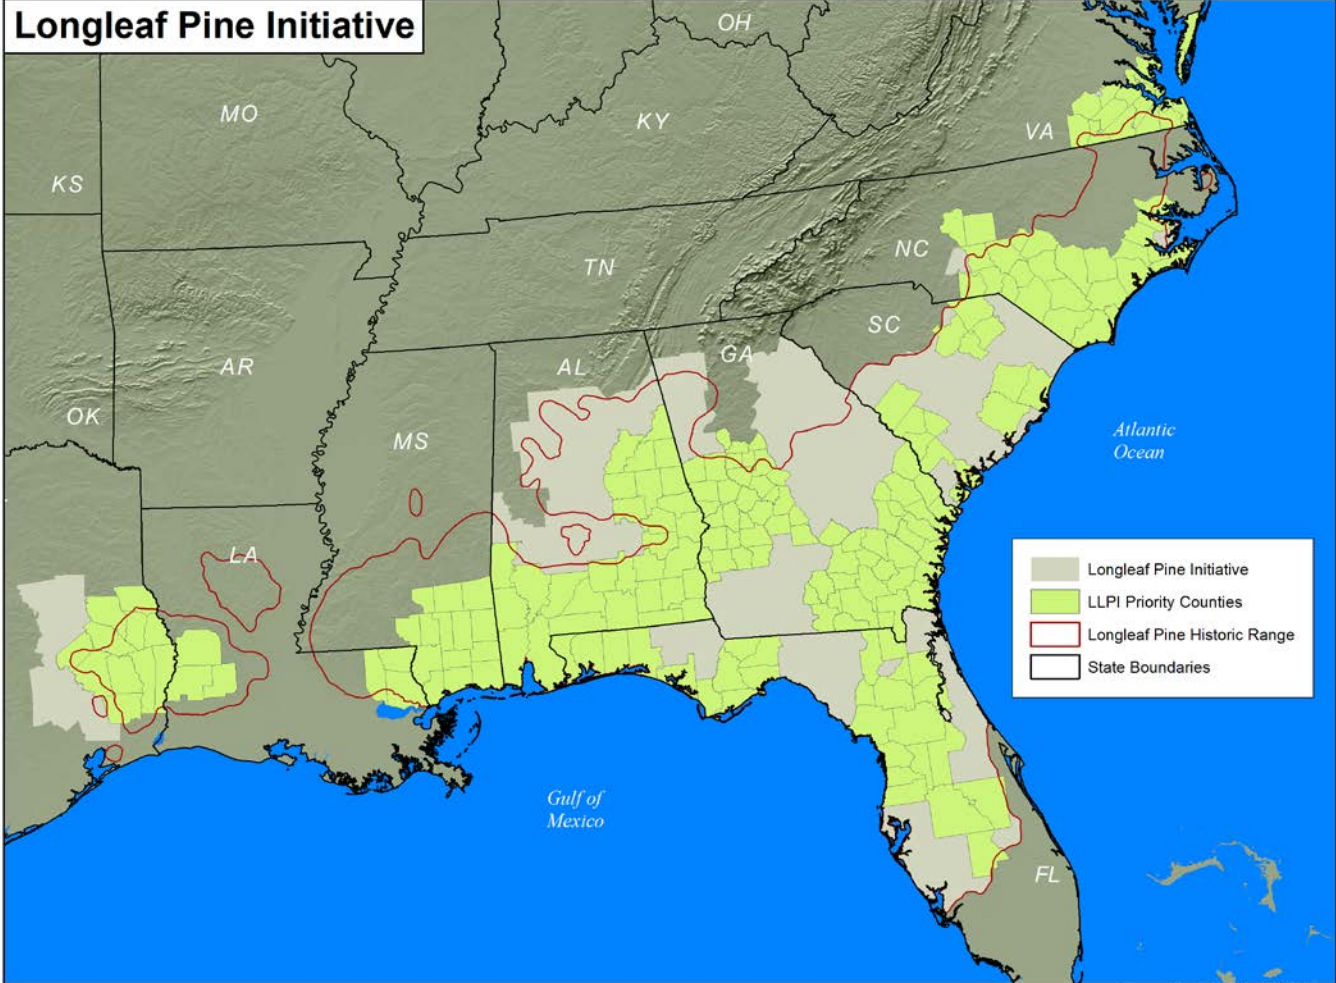 Longleaf Pine Initiative
OH
MO
KY
VA
KS
NC
TN
SC
GA
AR
AL
OK
MS
Atlantic
Ocean
LA
Longleaf Pine Initiative
LLPI Priority Counties
Longleaf Pine Historic Range
State Boundaries
Gulf of
Mexico
FL